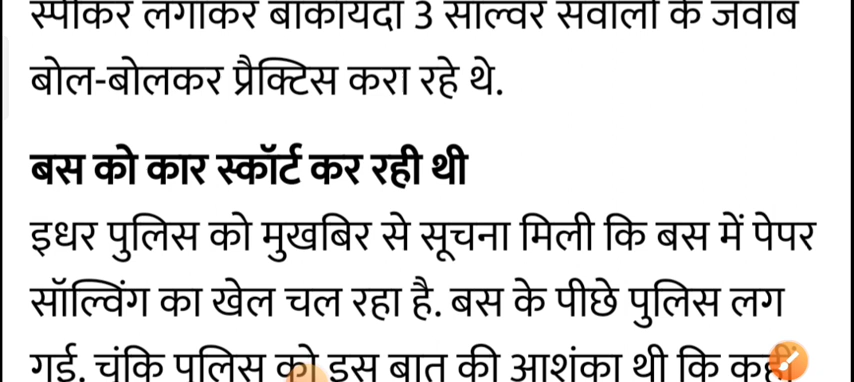 स्पीकर लगाकर बाकायदा 3 सॉल्वर सवालों के जवाब
बोल-बोलकर प्रैक्टिस करा रहे थे.
बस को कार स्कॉर्ट कर रही थी
इधर पुलिस को मुखबिर से सूचना मिली कि बस में पेपर
सॉल्विंग का खेल चल रहा है. बस के पीछे पुलिस लग
गई. चूंकि पुलिस को इस बात की आशंका थी कि कहीं